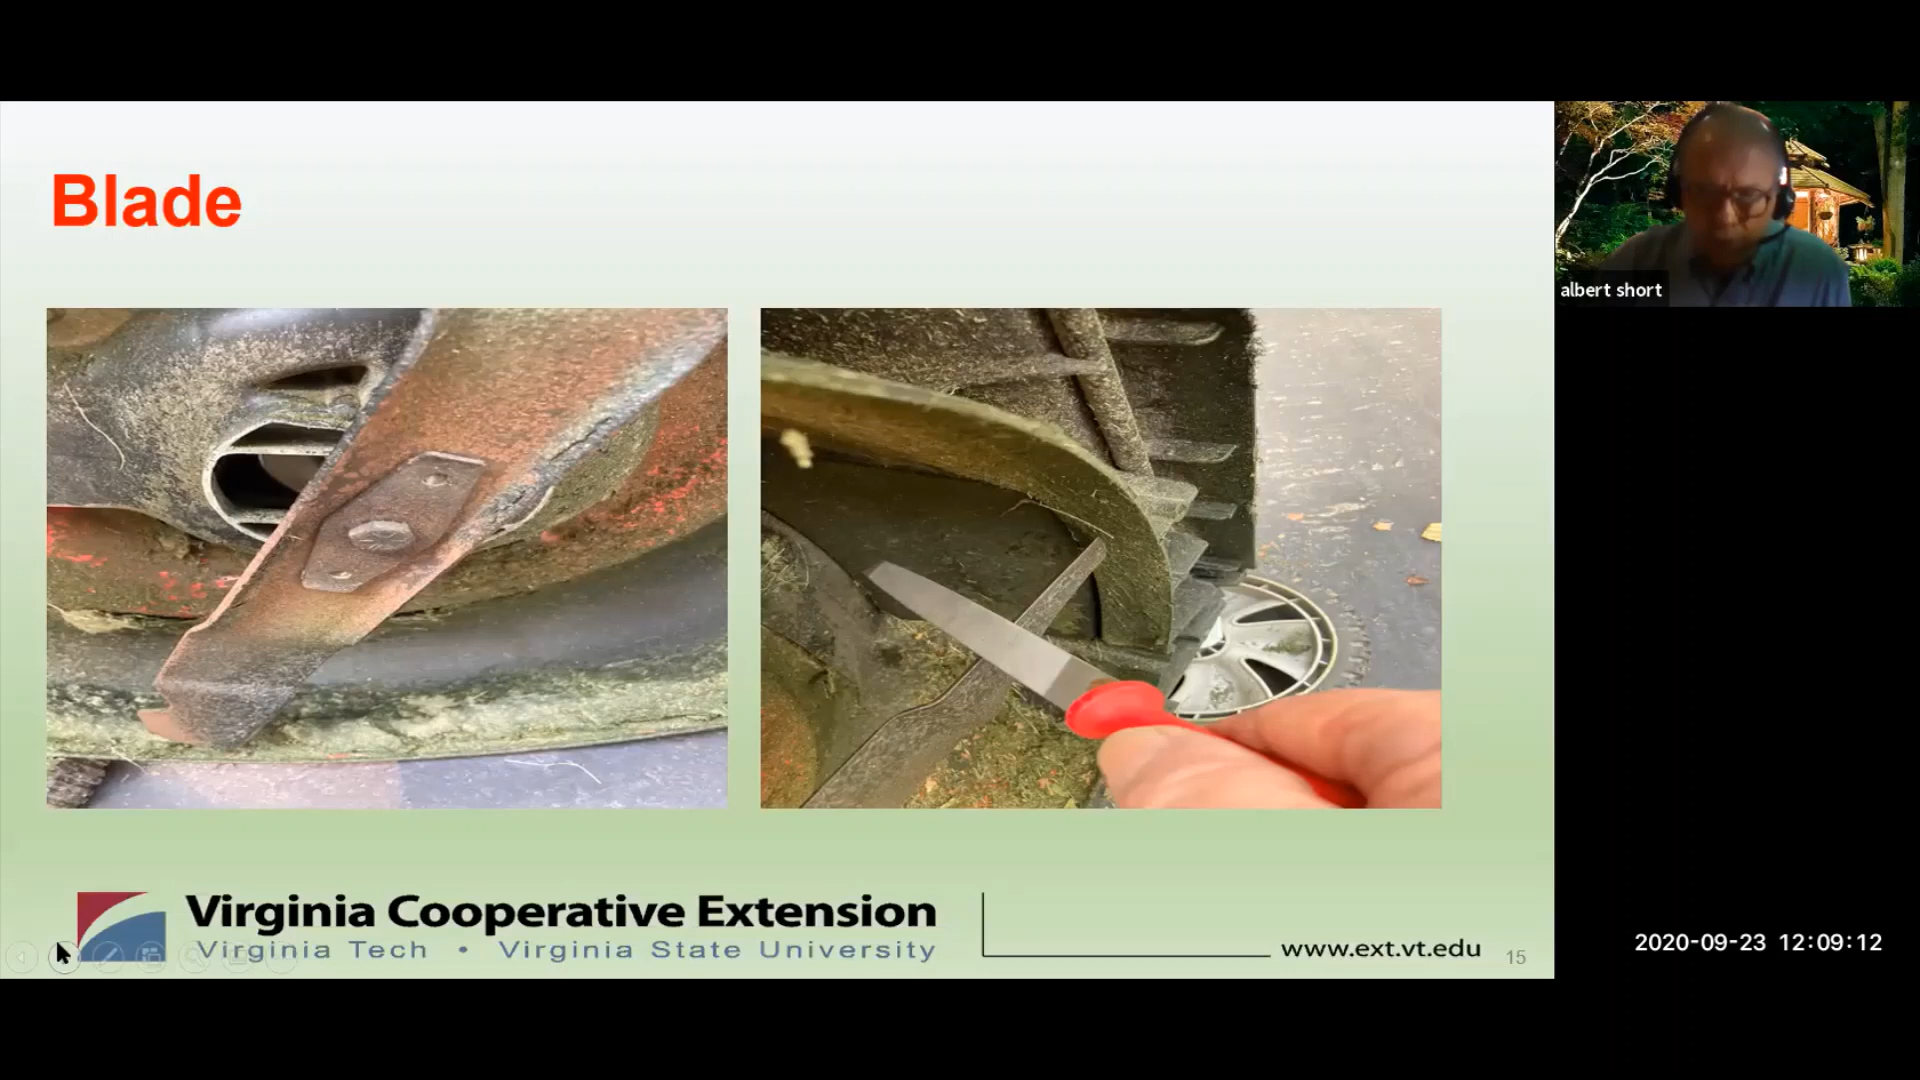 Blade
albert short
Virginia Cooperative Extension
Virginia Tech • Virginia State University
www.ext.vt.edu
15
2020-09-23 12:09:12